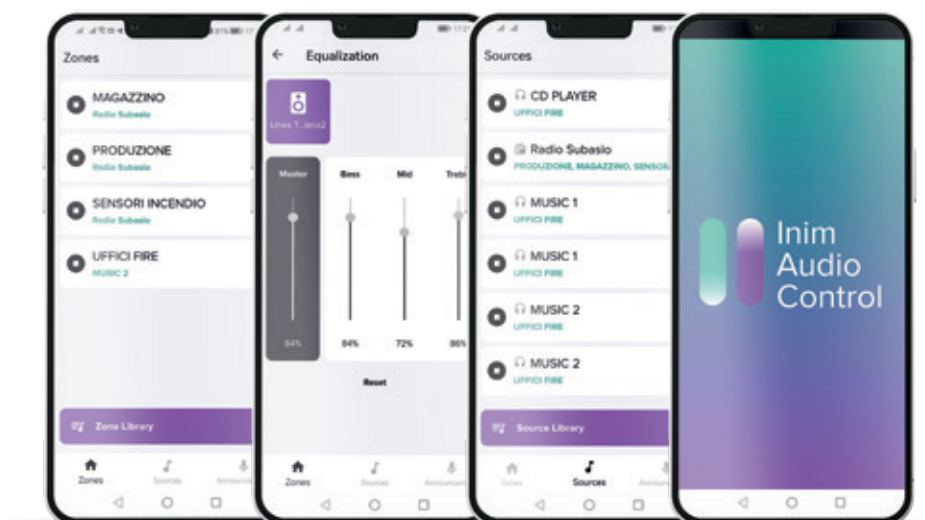 Zones
MAGAZZINO
Radio Subasio
PRODUZIONE
Radio Subasio
SENSORI INCENDIO
Radio Subasio
UFFICI FIRE
MUSIC 2
Zone Library
Zones
Sources
Equalization
Master
Bass
Mid
84%
84%
72%
86%
Reset
Zones
Sources
Sources
CD PLAYER
UFFICI FIRE
Radio Subasio
PRODUZIONE, MAGAZZINO,
MUSIC 1
UFFICI FIRE
MUSIC 1
UFFICI FIRE
MUSIC 2
UFFICI FIRE
MUSIC 2
UFFICI FIRE
Source Library
Zones
Sources
Inim
Audio
Control